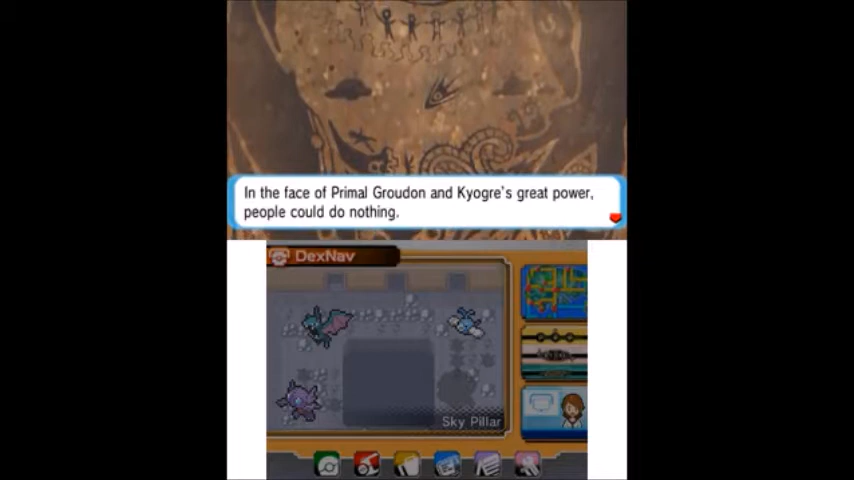 In the face of Primal Groudon and Kyogre's great power,
people could do nothing.
DexNav
Sky Pillar